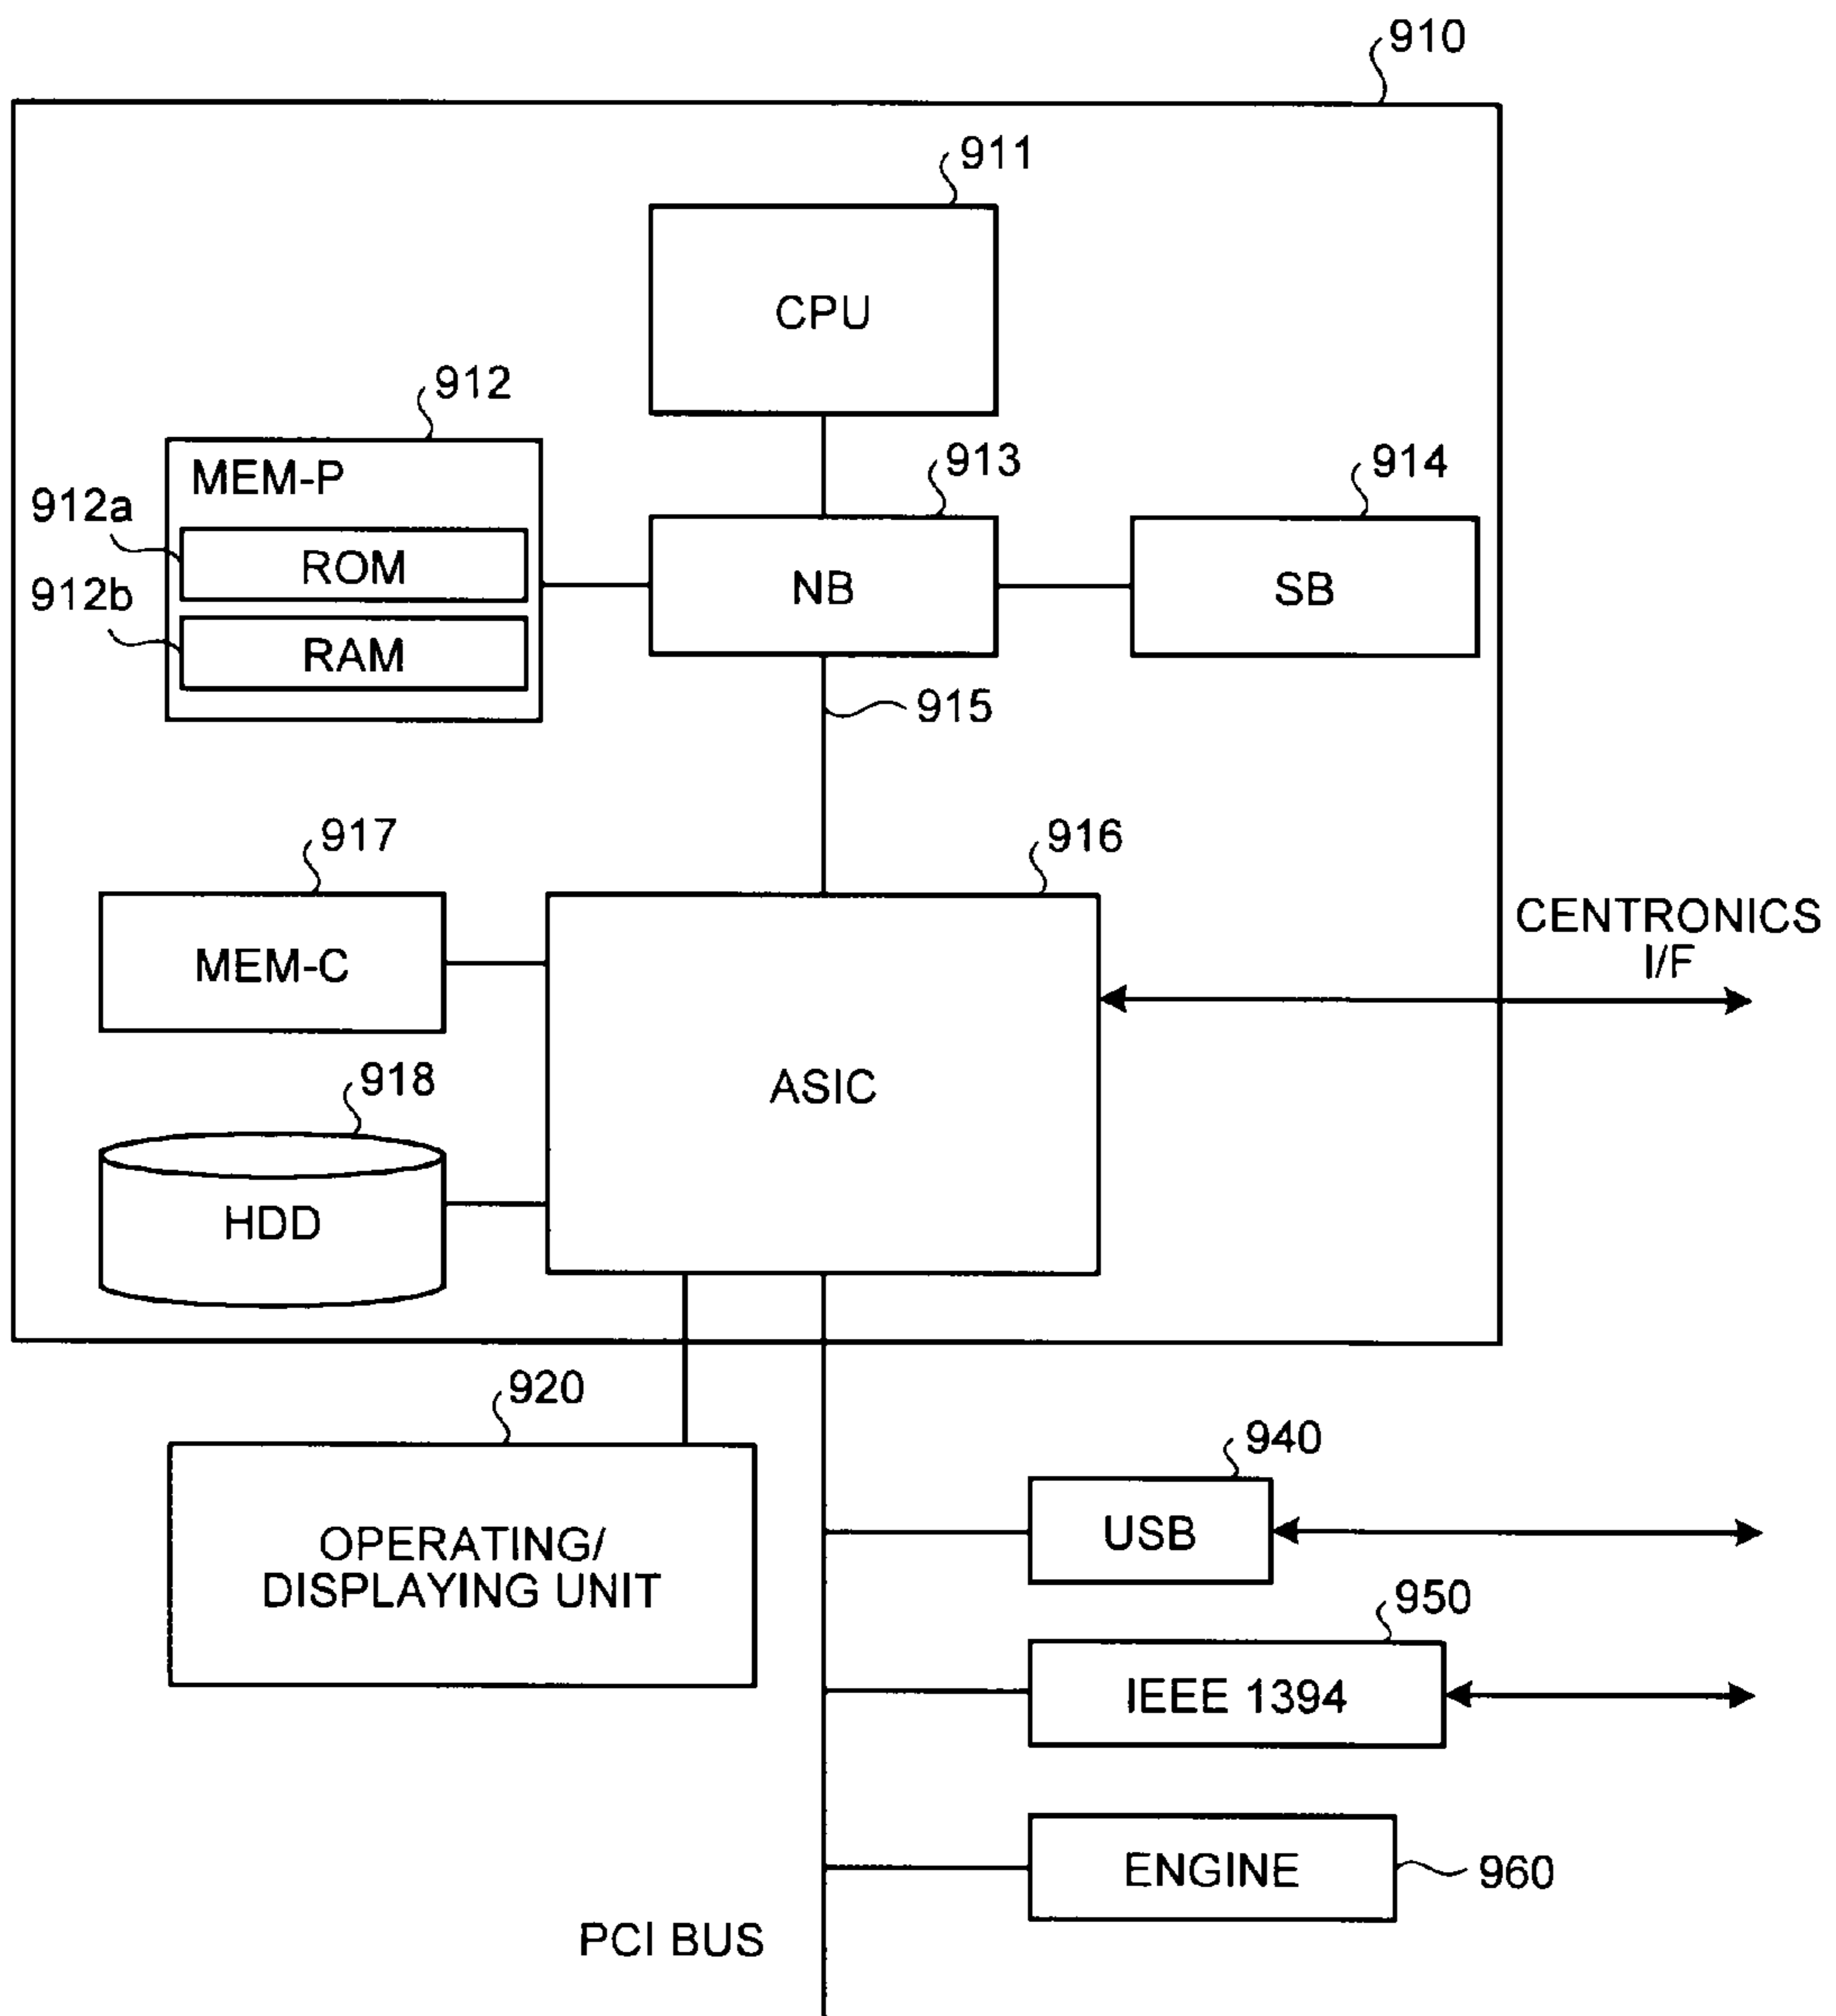 910
911
CPU
912
MEM-P
912a
ROM
912b
RAM
913
NB
914
SB
915
917
MEM-C
916
ASIC
CENTRONICS
I/F
918
HDD
920
OPERATING/
DISPLAYING UNIT
940
USB
950
IEEE 1394
ENGINE
960
PCI BUS